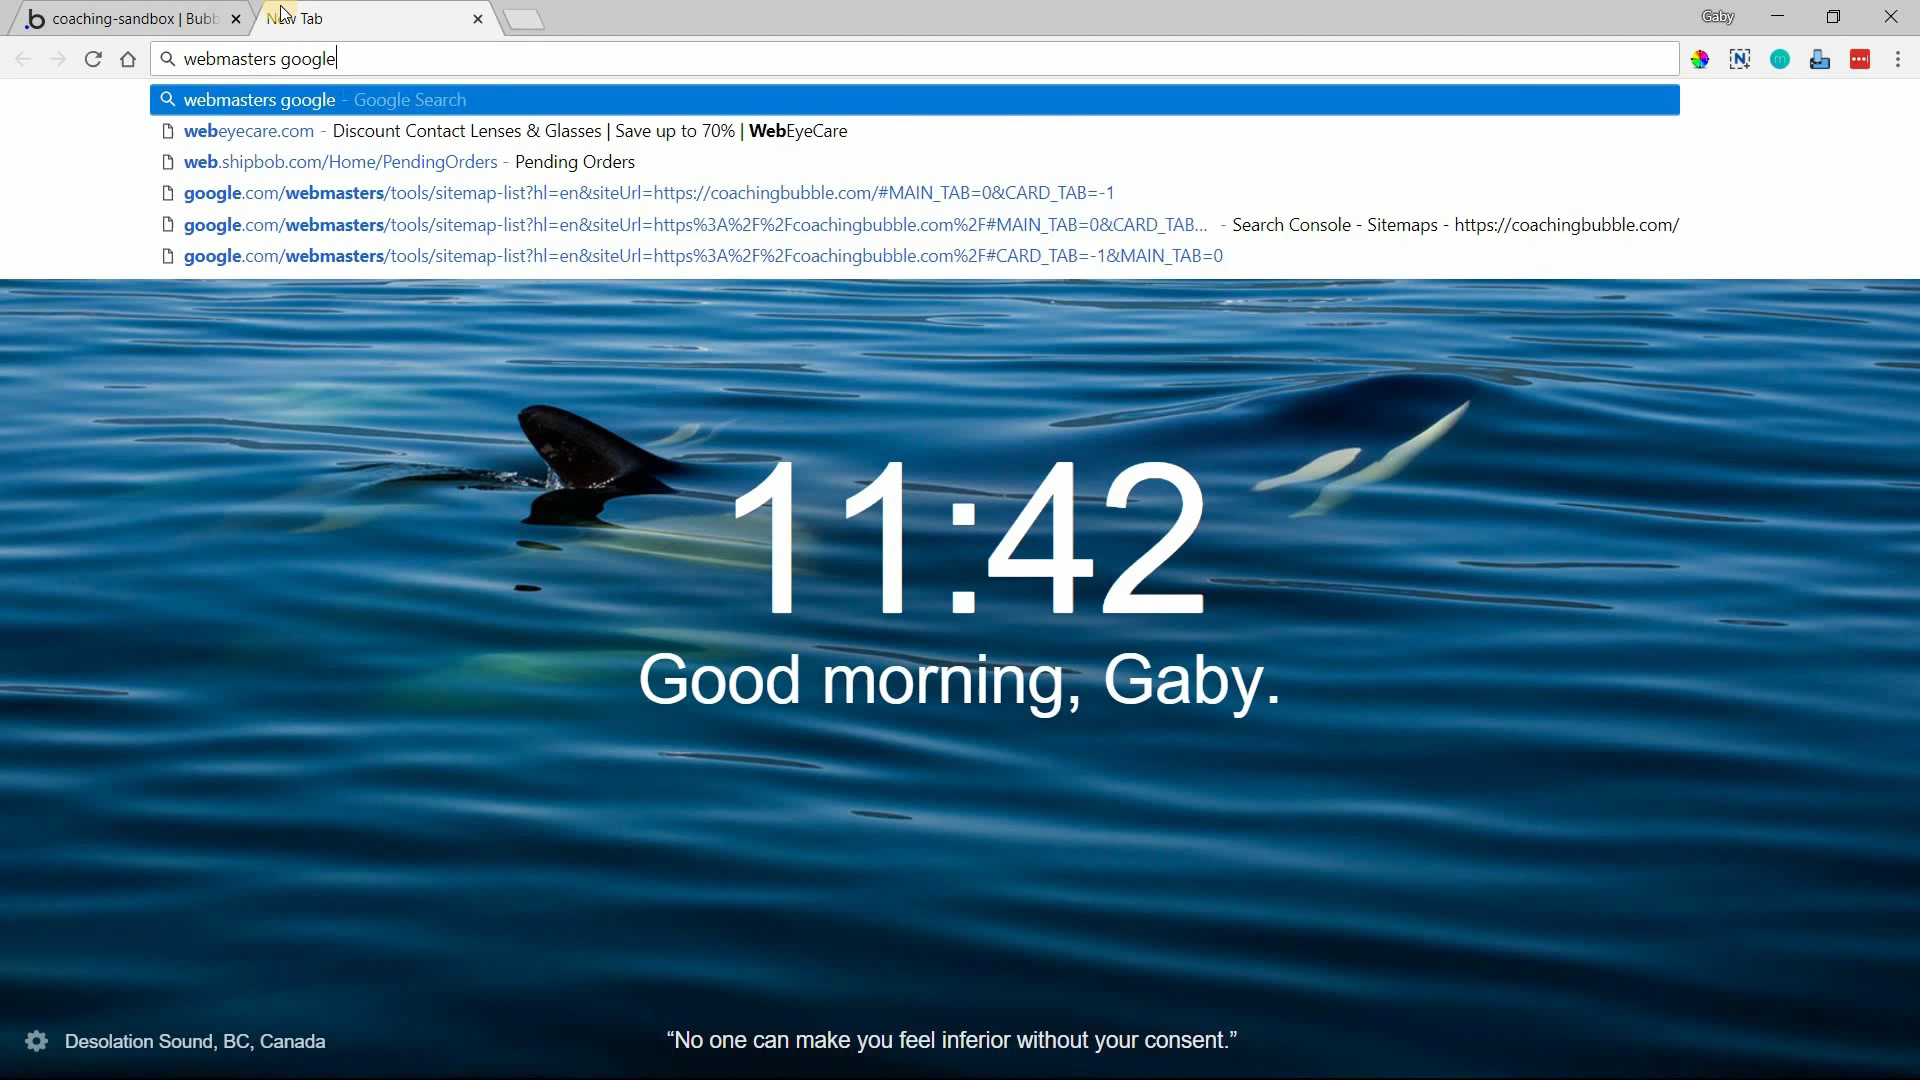 coaching-sandbox | Bubb
New Tab
Gaby
webmasters google
webmasters google - Google Search
webeyecare.com - Discount Contact Lenses & Glasses | Save up to 70% | WebEyeCare
web.shipbob.com/Home/PendingOrders - Pending Orders
google.com/webmasters/tools/sitemap-list?hl=en&siteUrl=https://coachingbubble.com/#MAIN_TAB=0&CARD_TAB=-1
google.com/webmasters/tools/sitemap-list?hl=en&siteUrl=https%3A%2F%2Fcoachingbubble.com%2F#MAIN_TAB=0&CARD_TAB... - Search Console - Sitemaps - https://coachingbubble.com/
google.com/webmasters/tools/sitemap-list?hl=en&siteUrl=https%3A%2F%2Fcoachingbubble.com%2F#CARD_TAB=-1&MAIN_TAB=0
11:42
Good morning, Gaby.
Desolation Sound, BC, Canada
“No one can make you feel inferior without your consent.”